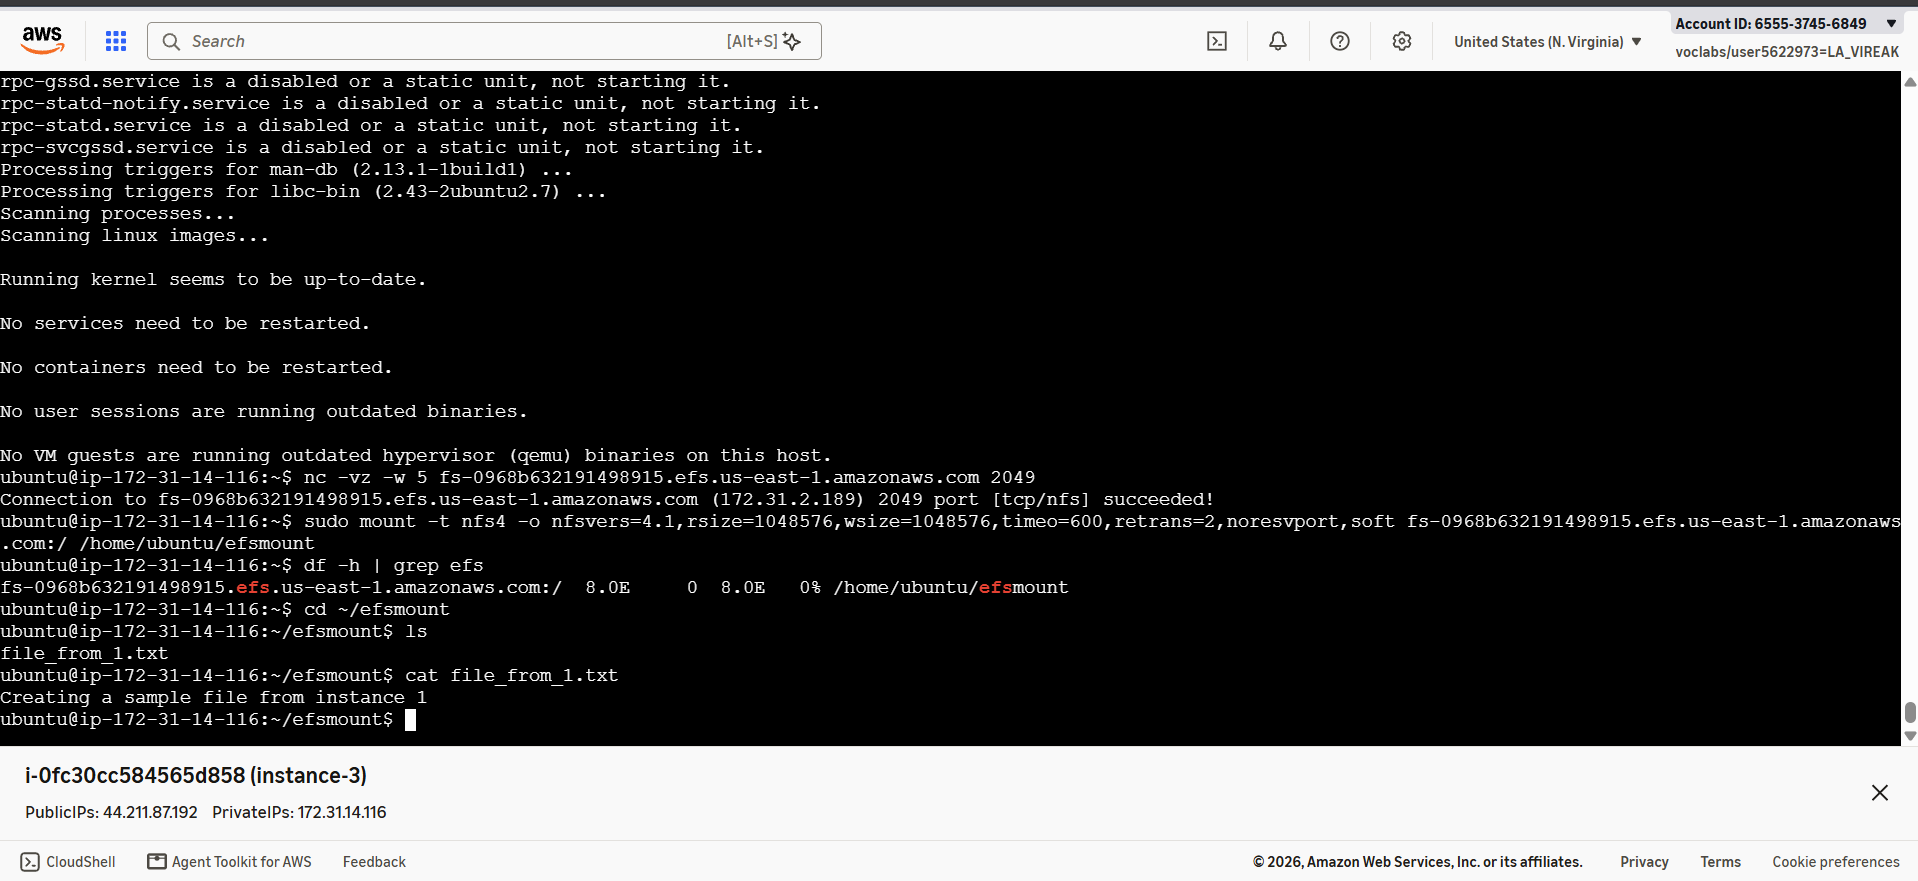 aws
Search
[Alt+S]
United States (N. Virginia)
Account ID: 6555-3745-6849
voclabs/user5622973=LA_VIREAK
rpc-gssd.service is a disabled or a static unit, not starting it.
rpc-statd-notify.service is a disabled or a static unit, not starting it.
rpc-statd.service is a disabled or a static unit, not starting it.
rpc-svcgssd.service is a disabled or a static unit, not starting it.
Processing triggers for man-db (2.13.1-1build1) ...
Processing triggers for libc-bin (2.43-2ubuntu2.7) ...
Scanning processes...
Scanning linux images...
Running kernel seems to be up-to-date.
No services need to be restarted.
No containers need to be restarted.
No user sessions are running outdated binaries.
No VM guests are running outdated hypervisor (qemu) binaries on this host.
ubuntu@ip-172-31-14-116:~$ nc -vz -w 5 fs-0968b632191498915.efs.us-east-1.amazonaws.com 2049
Connection to fs-0968b632191498915.efs.us-east-1.amazonaws.com (172.31.2.189) 2049 port [tcp/nfs] succeeded!
ubuntu@ip-172-31-14-116:~$ sudo mount -t nfs4 -o nfsvers=4.1,rsize=1048576,wsize=1048576,timeo=600,retrans=2,noresvport,soft fs-0968b632191498915.efs.us-east-1.amazonaws
.com:/ /home/ubuntu/efsmount
ubuntu@ip-172-31-14-116:~$ df -h | grep efs
fs-0968b632191498915.efs.us-east-1.amazonaws.com:/  8.0E     0  8.0E   0% /home/ubuntu/efsmount
ubuntu@ip-172-31-14-116:~$ cd ~/efsmount
ubuntu@ip-172-31-14-116:~/efsmount$ ls
file_from_1.txt
ubuntu@ip-172-31-14-116:~/efsmount$ cat file_from_1.txt
Creating a sample file from instance 1
ubuntu@ip-172-31-14-116:~/efsmount$
i-0fc30cc584565d858 (instance-3)
PublicIPs: 44.211.87.192 PrivateIPs: 172.31.14.116
CloudShell Agent Toolkit for AWS Feedback © 2026, Amazon Web Services, Inc. or its affiliates. Privacy Terms Cookie preferences